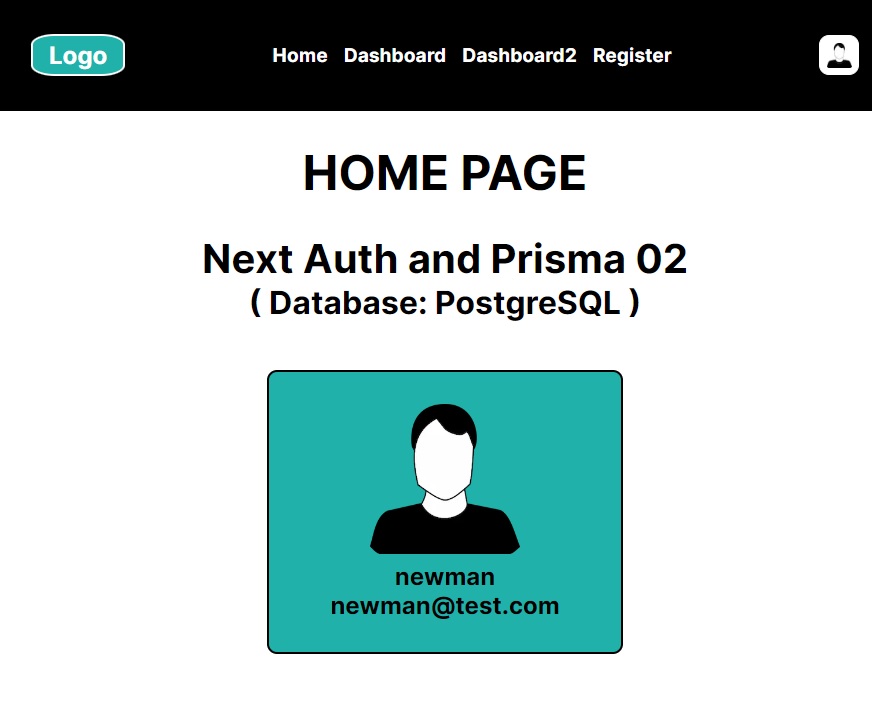 Logo
Home Dashboard Dashboard2 Register
HOME PAGE
Next Auth and Prisma 02
( Database: PostgreSQL )
newman
newman@test.com